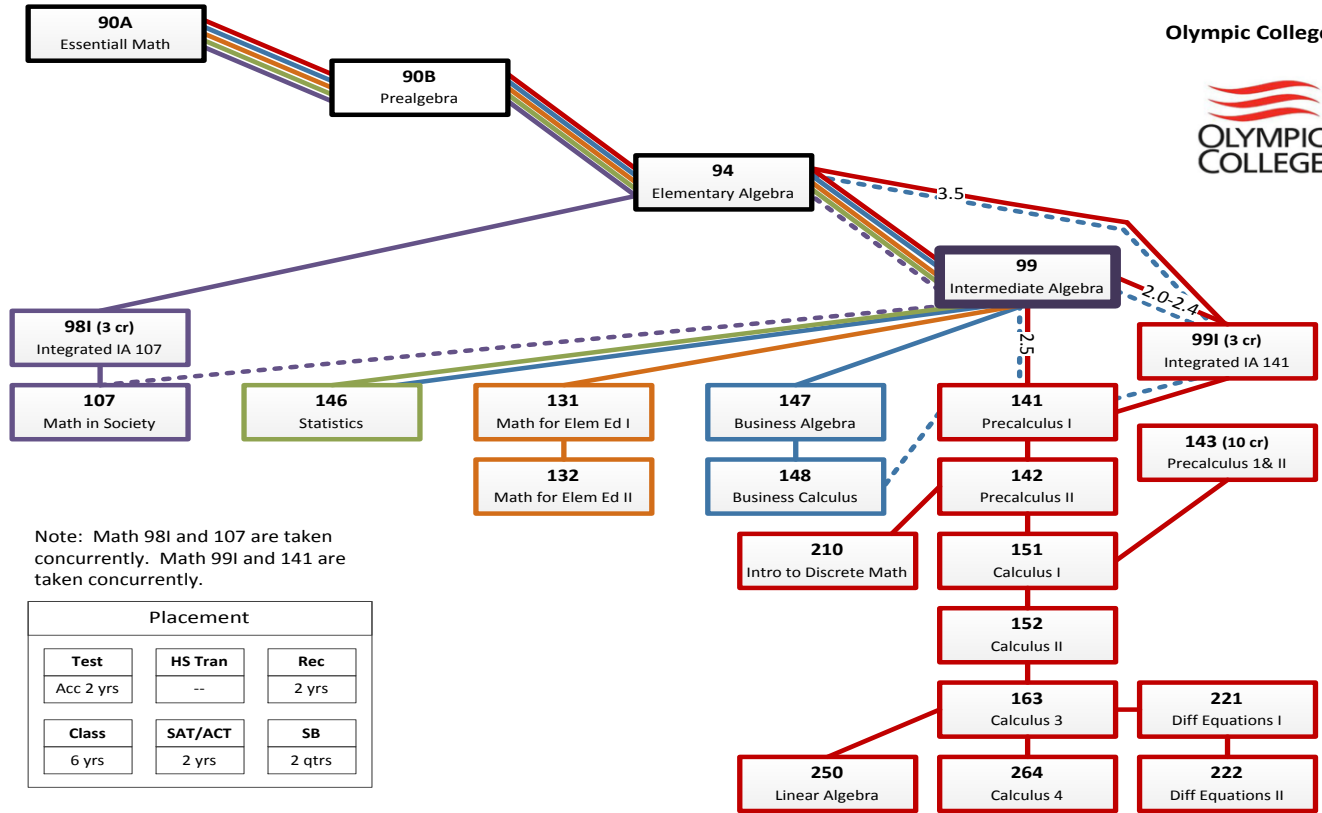 90A
Essentiall Math
Olympic College
90B
Prealgebra
OLYMPIC
COLLEGE
94
Elementary Algebra
3.5
99
Intermediate Algebra
2.0-2.4
2.5
98I (3 cr)
Integrated IA 107
99I (3 cr)
Integrated IA 141
107
Math in Society
146
Statistics
131
Math for Elem Ed I
147
Business Algebra
141
Precalculus I
143 (10 cr)
Precalculus 1& II
132
Math for Elem Ed II
148
Business Calculus
142
Precalculus II
Note: Math 98I and 107 are taken
concurrently. Math 99I and 141 are
taken concurrently.
210
Intro to Discrete Math
151
Calculus I
152
Calculus II
Placement
Test
Acc 2 yrs
HS Tran
--
Rec
2 yrs
Class
6 yrs
SAT/ACT
2 yrs
SB
2 qtrs
163
Calculus 3
221
Diff Equations I
250
Linear Algebra
264
Calculus 4
222
Diff Equations II